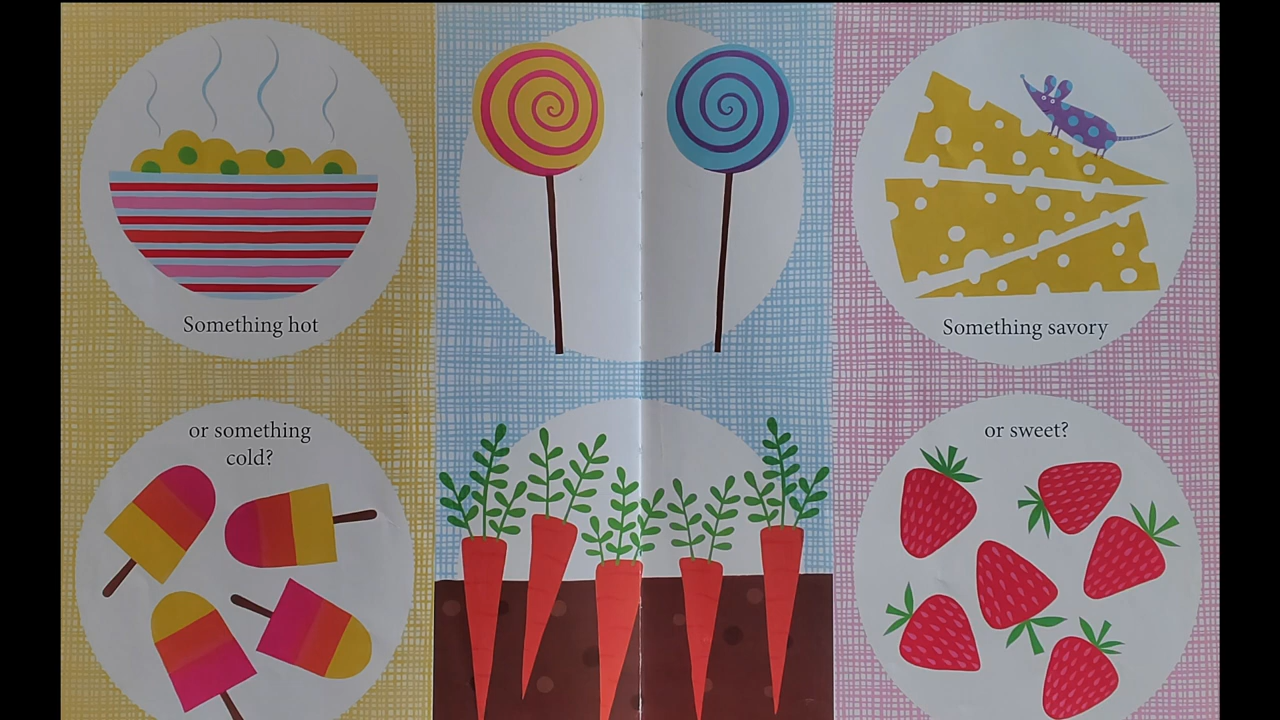 Something hot
or something
cold?
Something savory
or sweet?